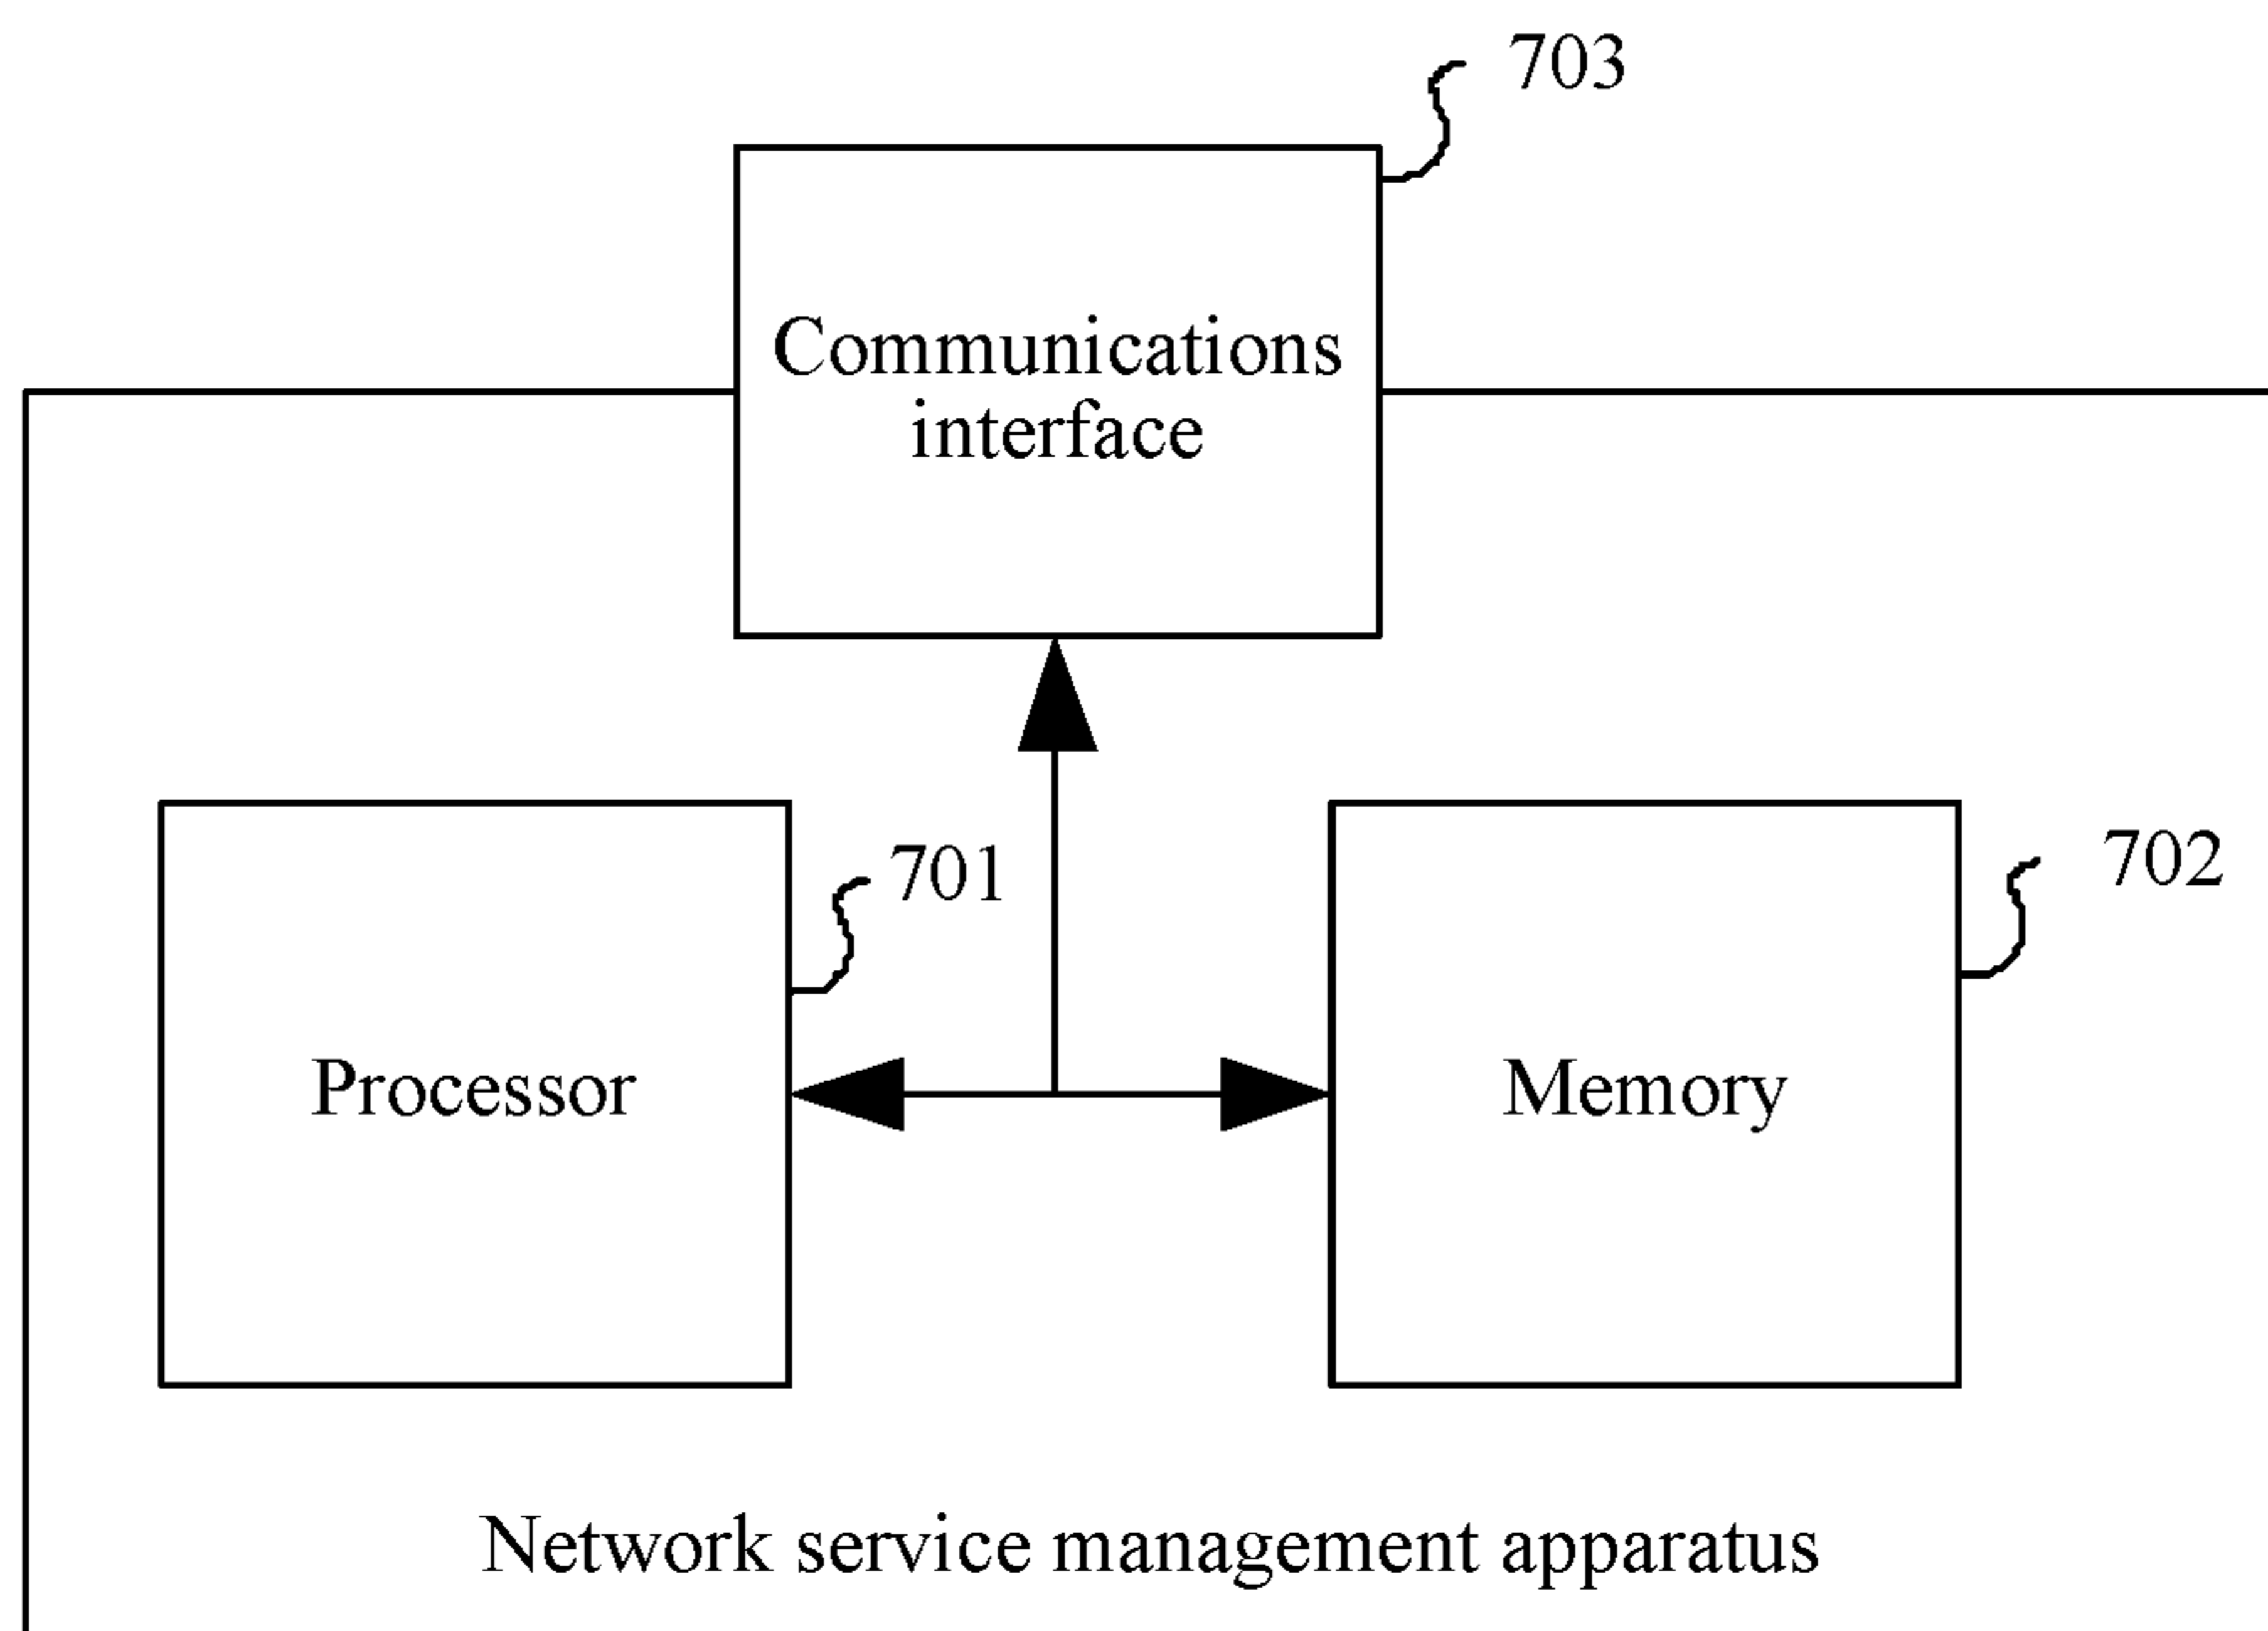 703
Communications
interface
701
702
Processor
Memory
Network service management apparatus